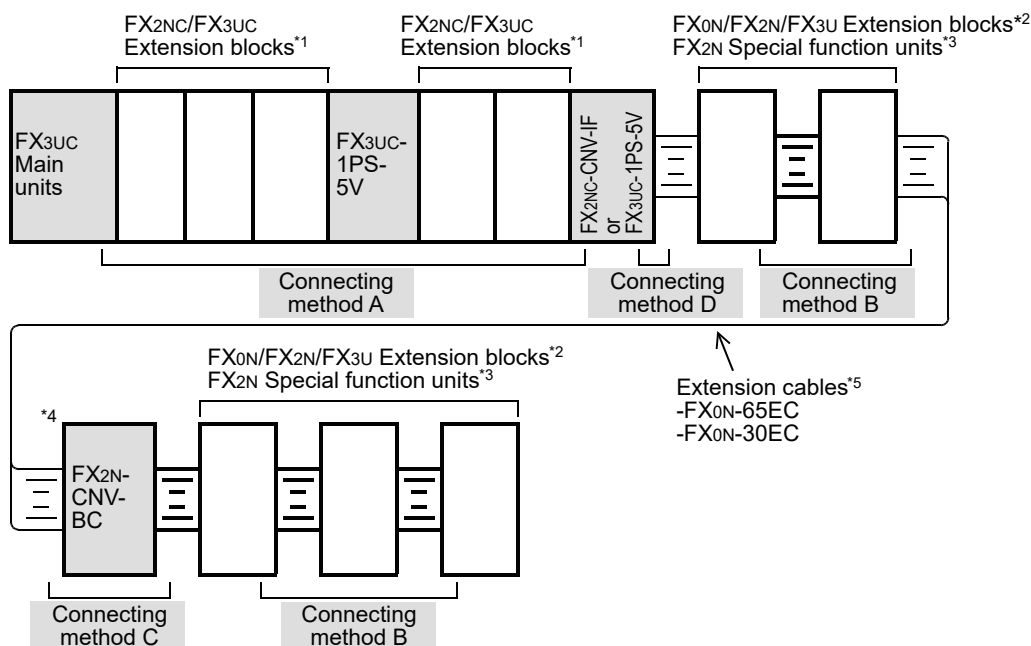 FX2NC/FX3UC
Extension blocks*1
FX2NC/FX3UC
Extension blocks*1
FX0N/FX2N/FX3U Extension blocks*2
FX2N Special function units*3
FX3UC
Main
units
FX3UC-
1PS-
5V
FX2NC-CNV-IF
or
FX3UC-1PS-5V
Connecting
method A
Connecting
method D
Connecting
method B
FX0N/FX2N/FX3U Extension blocks*2
FX2N Special function units*3
Extension cables*5
-FX0N-65EC
-FX0N-30EC
*4
FX2N-
CNV-
BC
Connecting
method C
Connecting
method B